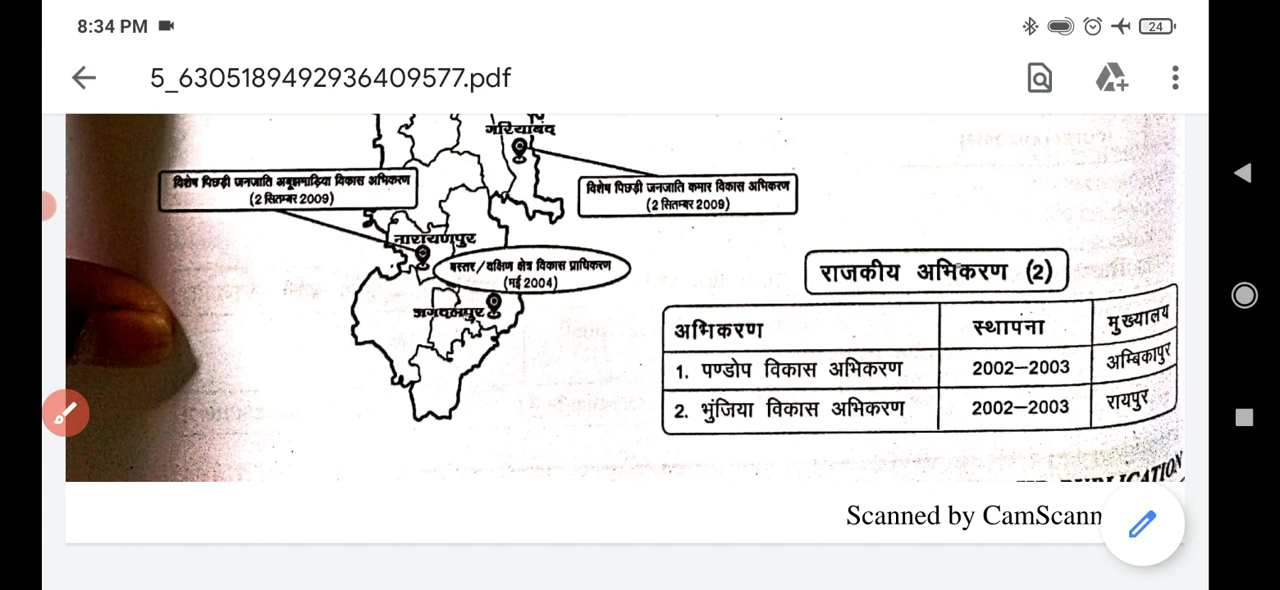 8:34 PM
24
5_6305189492936409577.pdf
गरियाबंद
विशेष पिछड़ी जनजाति अबूझमाड़िया विकास अभिकरण
(2 सितम्बर 2009)
विशेष पिछड़ी जनजाति कमार विकास अभिकरण
(2 सितम्बर 2009)
नारायणपुर
बस्तर/दक्षिण क्षेत्र विकास प्राधिकरण
(मई 2004)
जगदलपुर
राजकीय अभिकरण (2)
अभिकरण स्थापना मुख्यालय
1. पण्डोप विकास अभिकरण 2002–2003 अम्बिकापुर
2. भुंजिया विकास अभिकरण 2002–2003 रायपुर
Scanned by CamScann